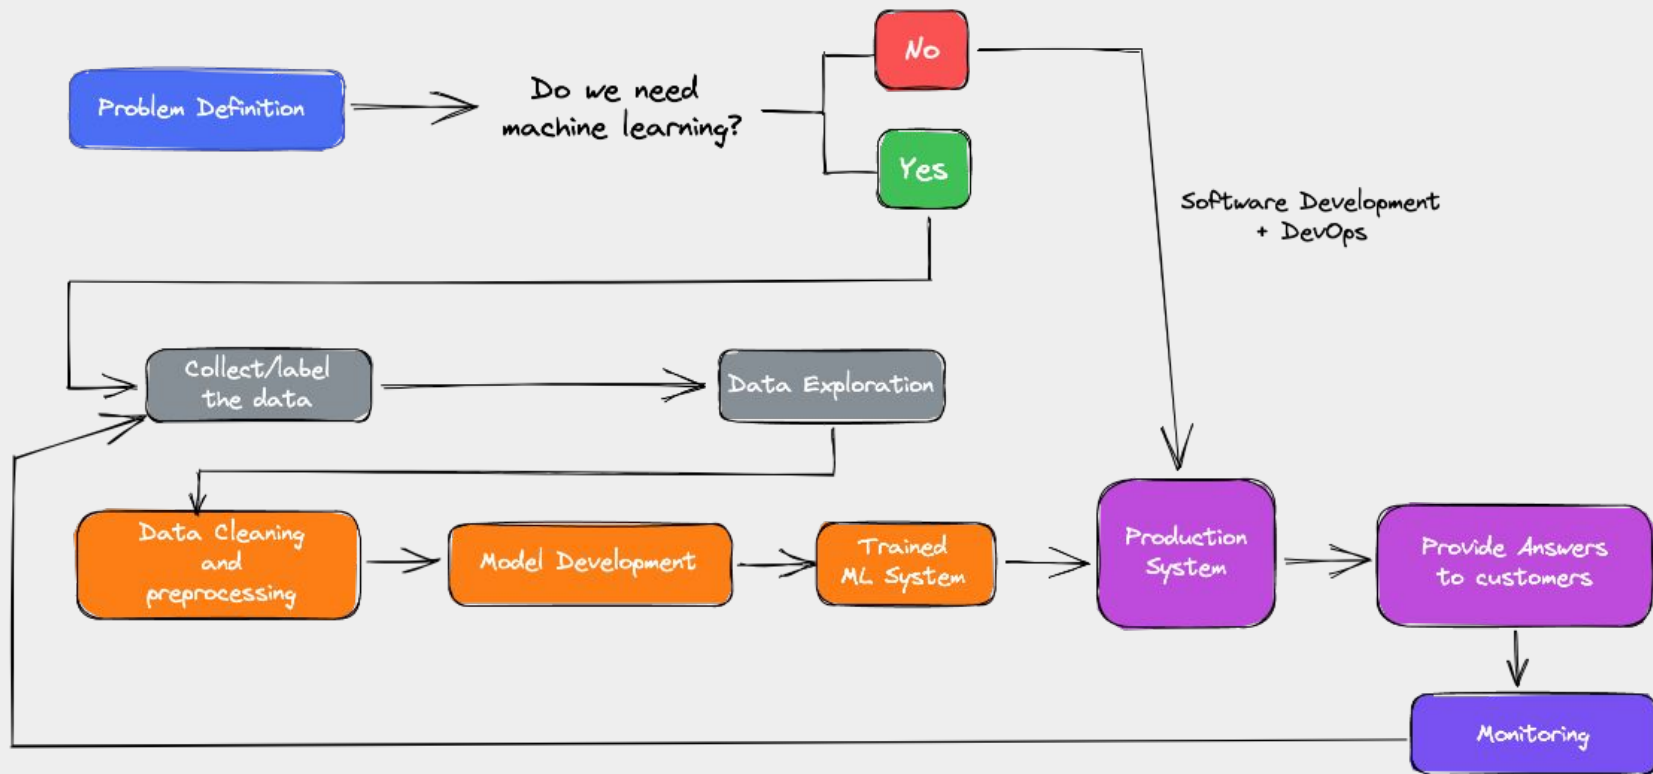 Problem Definition
Do we need
machine learning?
No
Yes
Software Development
+ DevOps
Collect/label
the data
Data Exploration
Data Cleaning
and
preprocessing
Model Development
Trained
ML System
Production
System
Provide Answers
to customers
Monitoring